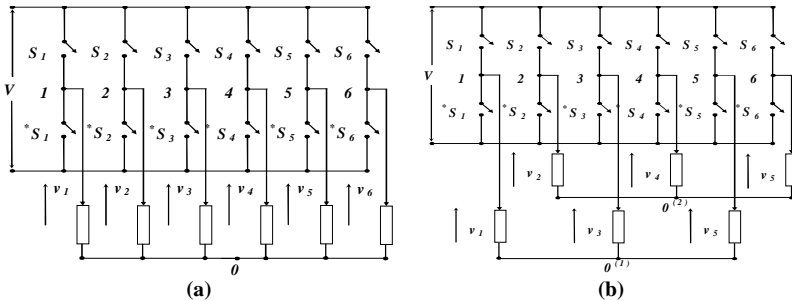 S 1 S 2 S 3 S 4 S 5 S 6
V 1 2 3 4 5 6
*S 1 *S 2 *S 3 *S 4 *S 5 *S 6
v 1 v 2 v 3 v 4 v 5 v 6
0
(a)
S 1 S 2 S 3 S 4 S 5 S 6
V 1 2 3 4 5 6
*S 1 *S 2 *S 3 *S 4 *S 5 *S 6
v 2 v 4 v 5
0 (2)
v 1 v 3 v 5
0 (1)
(b)